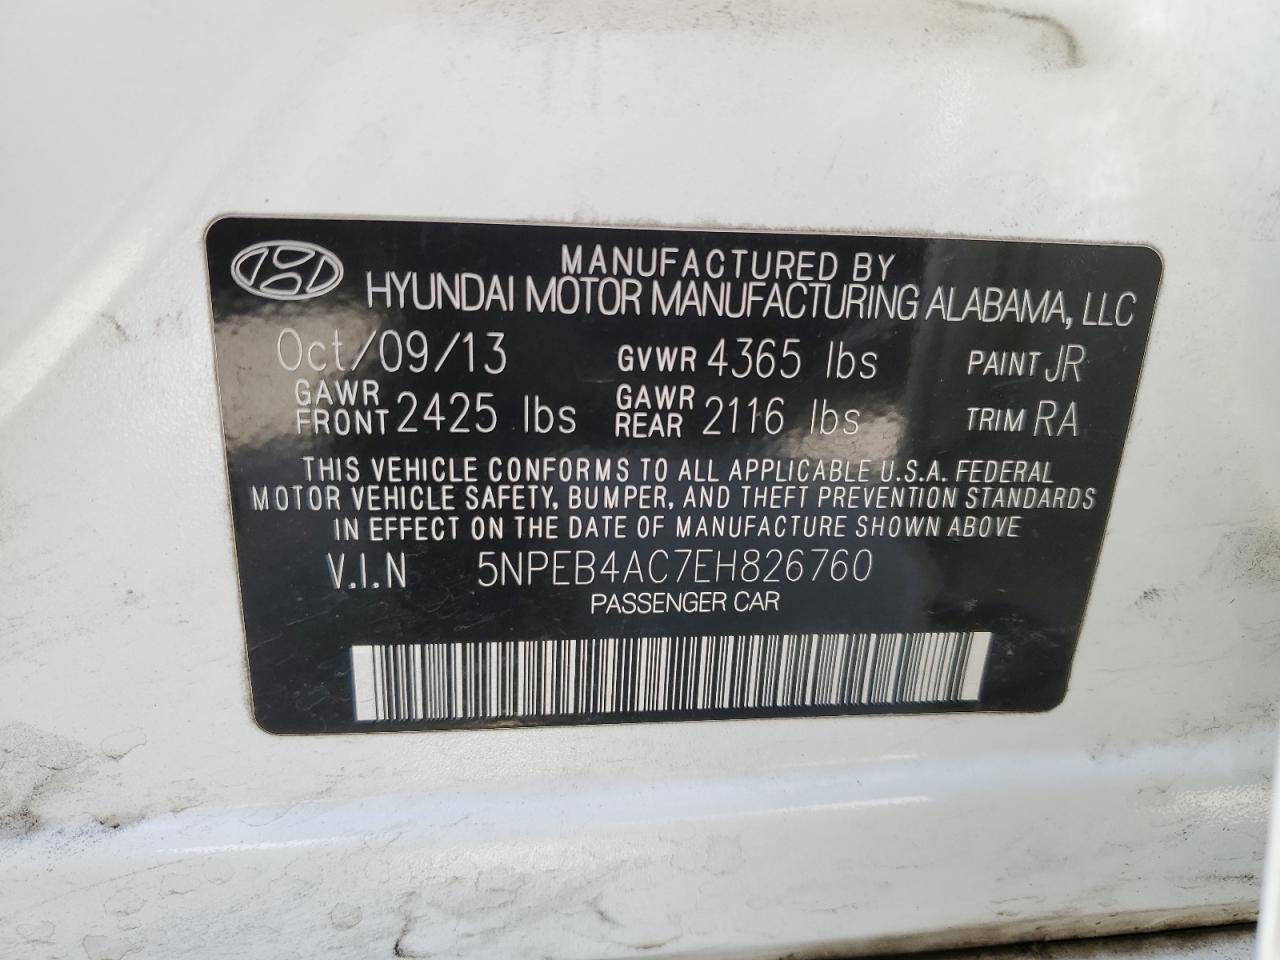 MANUFACTURED BY
HYUNDAI MOTOR MANUFACTURING ALABAMA, LLC
Oct/09/13 GVWR 4365 lbs PAINT JR
GAWR FRONT 2425 lbs GAWR REAR 2116 lbs TRIM RA
THIS VEHICLE CONFORMS TO ALL APPLICABLE U.S.A. FEDERAL
MOTOR VEHICLE SAFETY, BUMPER, AND THEFT PREVENTION STANDARDS
IN EFFECT ON THE DATE OF MANUFACTURE SHOWN ABOVE
V.I.N 5NPEB4AC7EH826760
PASSENGER CAR